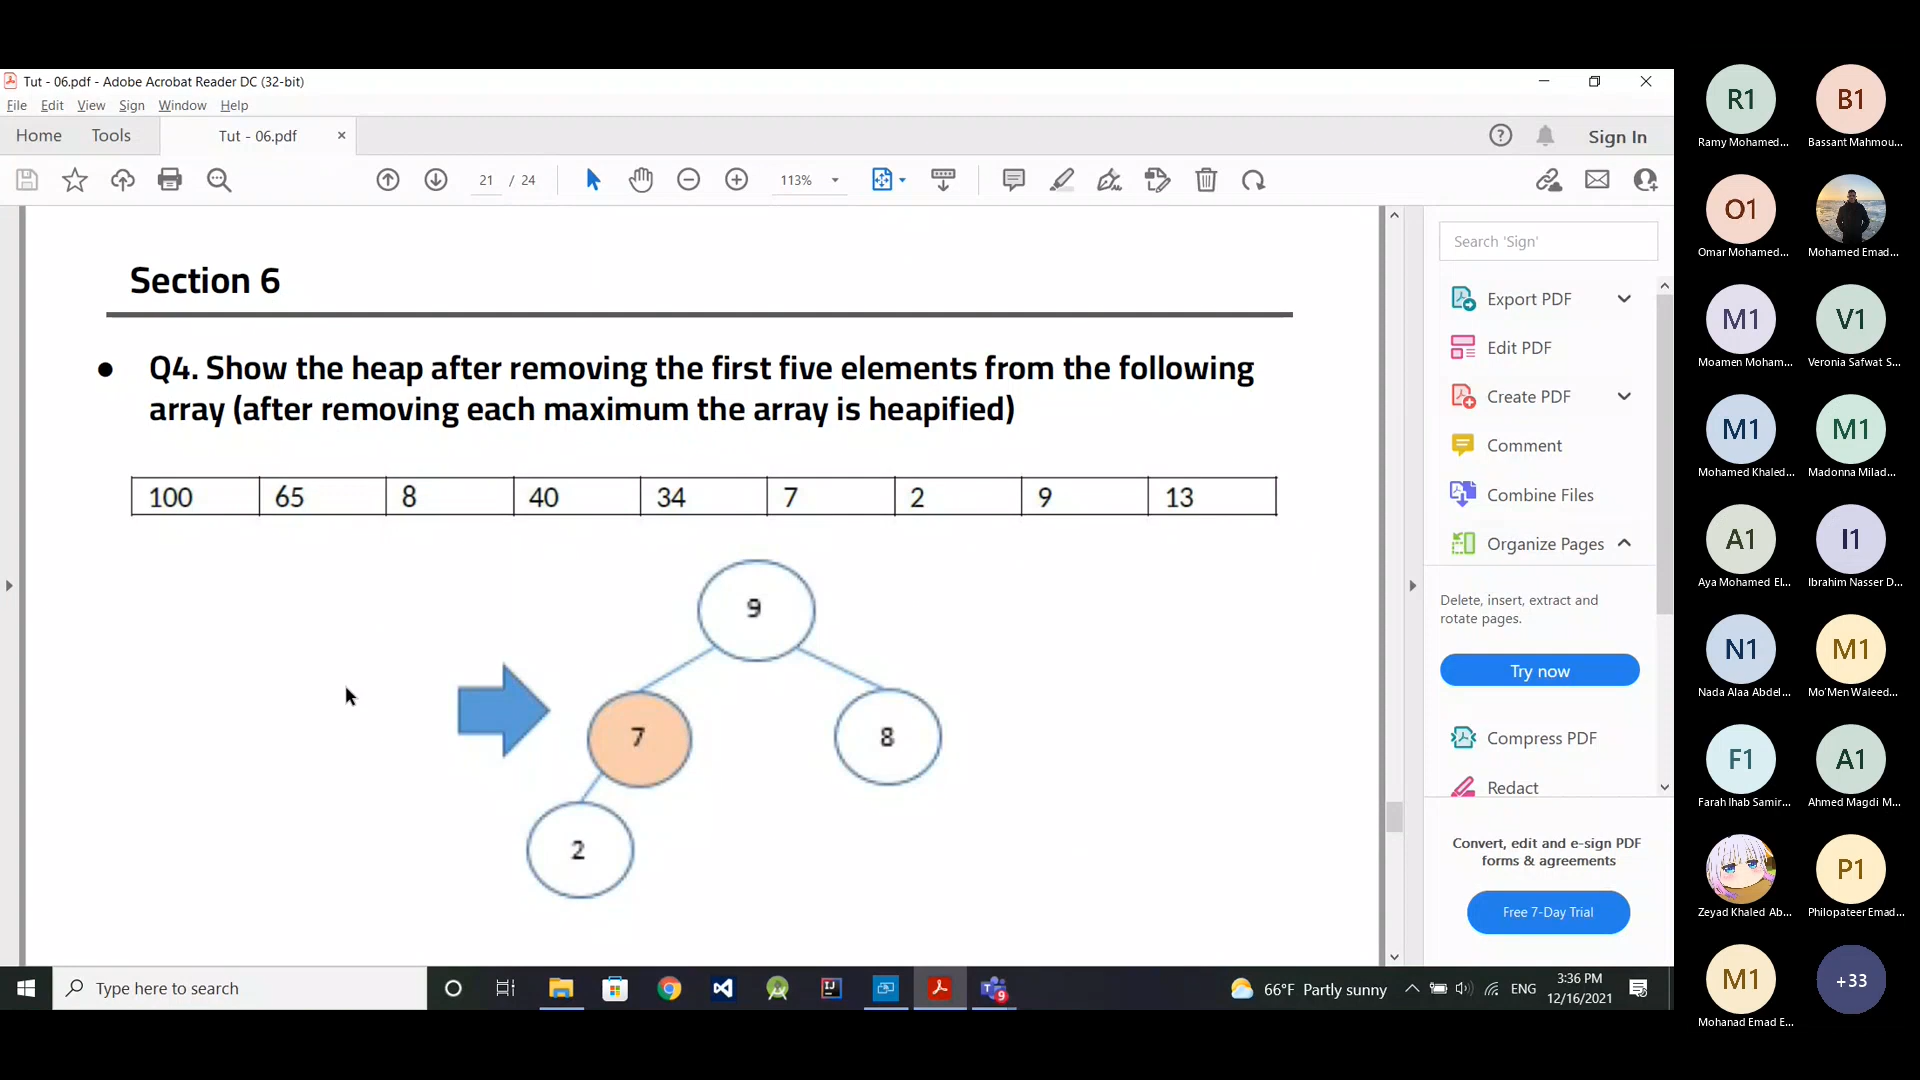 Tut - 06.pdf - Adobe Acrobat Reader DC (32-bit)
File Edit View Sign Window Help
Home Tools Tut - 06.pdf × Sign In
21 / 24 113%
Section 6
● Q4. Show the heap after removing the first five elements from the following
array (after removing each maximum the array is heapified)
100 65 8 40 34 7 2 9 13
9
7 8
2
Search 'Sign'
Export PDF
Edit PDF
Create PDF
Comment
Combine Files
Organize Pages
Delete, insert, extract and
rotate pages.
Try now
Compress PDF
Redact
Convert, edit and e-sign PDF
forms & agreements
Free 7-Day Trial
R1 B1
Ramy Mohamed... Bassant Mahmou...
O1
Omar Mohamed... Mohamed Emad...
M1 V1
Moamen Moham... Veronia Safwat S...
M1 M1
Mohamed Khaled... Madonna Milad...
A1 I1
Aya Mohamed El... Ibrahim Nasser D...
N1 M1
Nada Alaa Abdel... Mo'Men Waleed...
F1 A1
Farah Ihab Samir... Ahmed Magdi M...
P1
Zeyad Khaled Ab... Philopateer Emad...
M1 +33
Mohanad Emad E...
Type here to search
9
66°F Partly sunny ENG 3:36 PM
12/16/2021